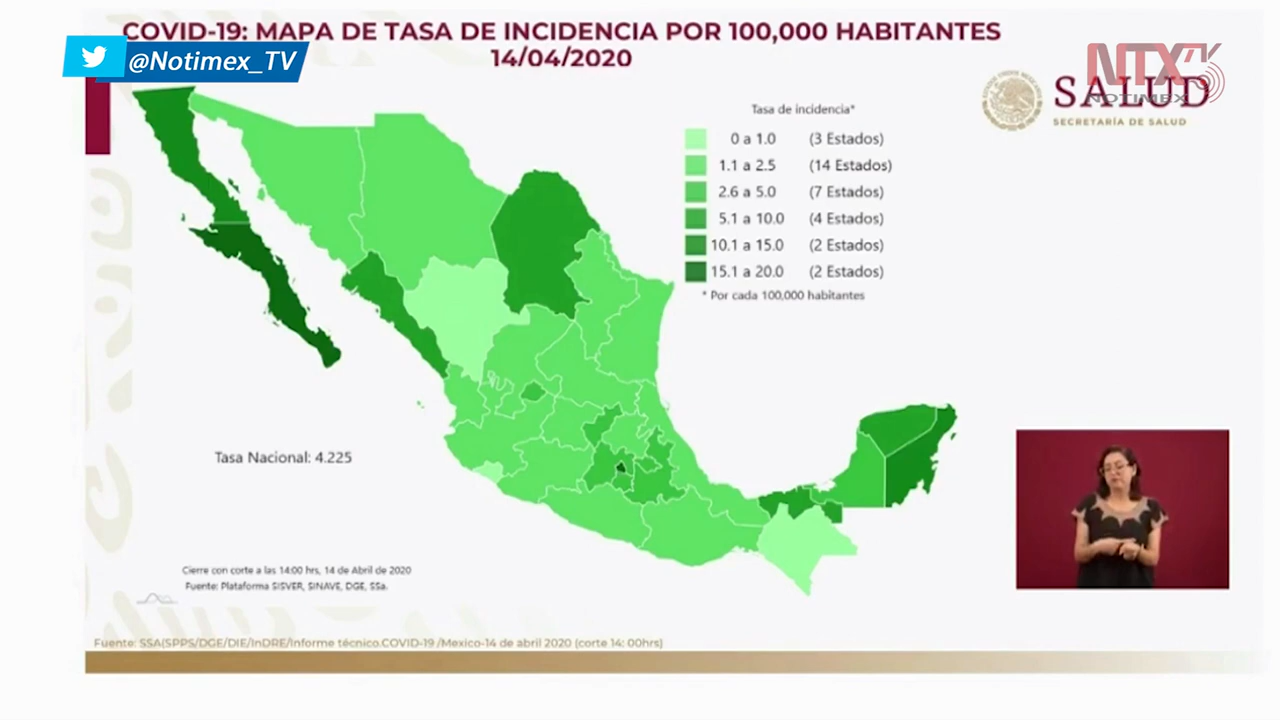 COVID-19: MAPA DE TASA DE INCIDENCIA POR 100,000 HABITANTES
14/04/2020
@Notimex_TV
NTX
NOTIMEX
SALUD
SECRETARÍA DE SALUD
Tasa de incidencia*
0 a 1.0 (3 Estados)
1.1 a 2.5 (14 Estados)
2.6 a 5.0 (7 Estados)
5.1 a 10.0 (4 Estados)
10.1 a 15.0 (2 Estados)
15.1 a 20.0 (2 Estados)
* Por cada 100,000 habitantes
Tasa Nacional: 4.225
Cierre con corte a las 14:00 hrs, 14 de Abril de 2020
Fuente: Plataforma SISVER, SINAVE, DGE, SSa.
Fuente: SSA(SPPS/DGE/DIE/InDRE/Informe técnico.COVID-19 /Mexico-14 de abril 2020 (corte 14: 00hrs)